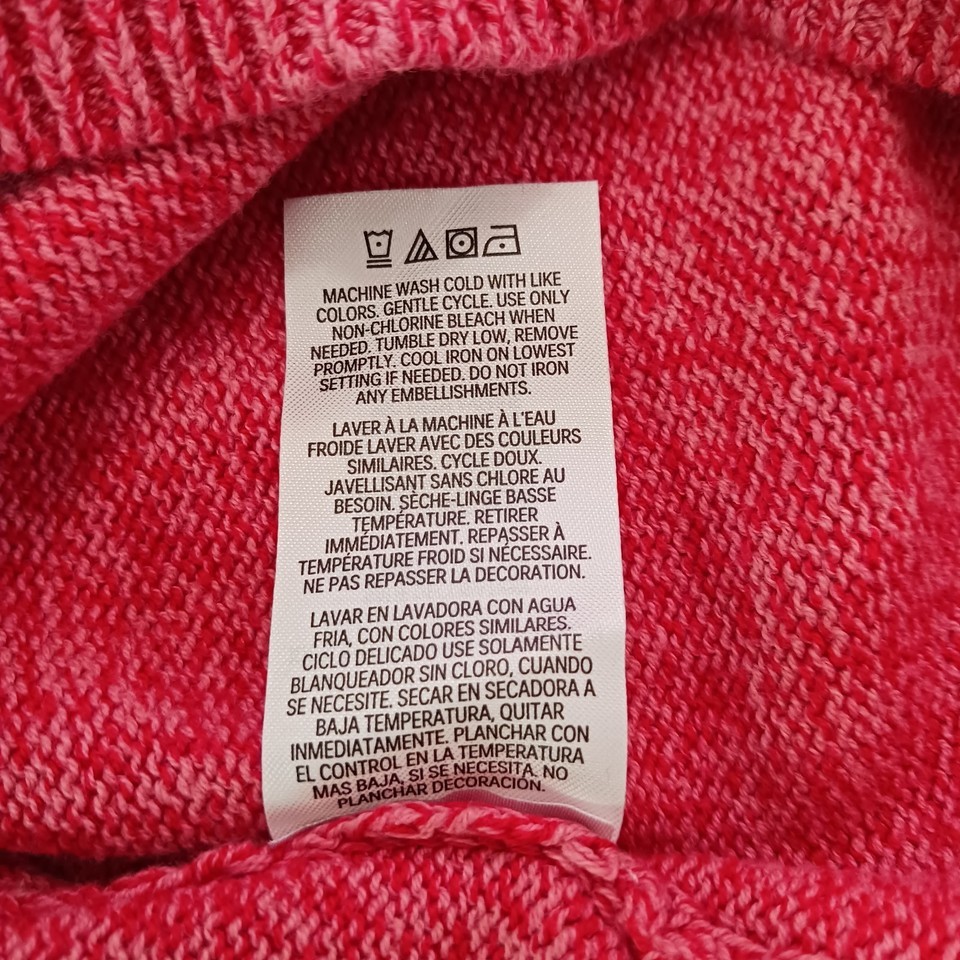 MACHINE WASH COLD WITH LIKE
COLORS. GENTLE CYCLE. USE ONLY
NON-CHLORINE BLEACH WHEN
NEEDED. TUMBLE DRY LOW, REMOVE
PROMPTLY. COOL IRON ON LOWEST
SETTING IF NEEDED. DO NOT IRON
ANY EMBELLISHMENTS.
LAVER À LA MACHINE À L'EAU
FROIDE LAVER AVEC DES COULEURS
SIMILAIRES. CYCLE DOUX.
JAVELLISANT SANS CHLORE AU
BESOIN. SÈCHE-LINGE BASSE
TEMPÉRATURE. RETIRER
IMMÉDIATEMENT. REPASSER À
TEMPÉRATURE FROID SI NÉCESSAIRE.
NE PAS REPASSER LA DECORATION.
LAVAR EN LAVADORA CON AGUA
FRIA, CON COLORES SIMILARES.
CICLO DELICADO USE SOLAMENTE
BLANQUEADOR SIN CLORO, CUANDO
SE NECESITE. SECAR EN SECADORA A
BAJA TEMPERATURA, QUITAR
INMEDIATAMENTE. PLANCHAR CON
EL CONTROL EN LA TEMPERATURA
MAS BAJA, SI SE NECESITA. NO
PLANCHAR DECORACIÓN.